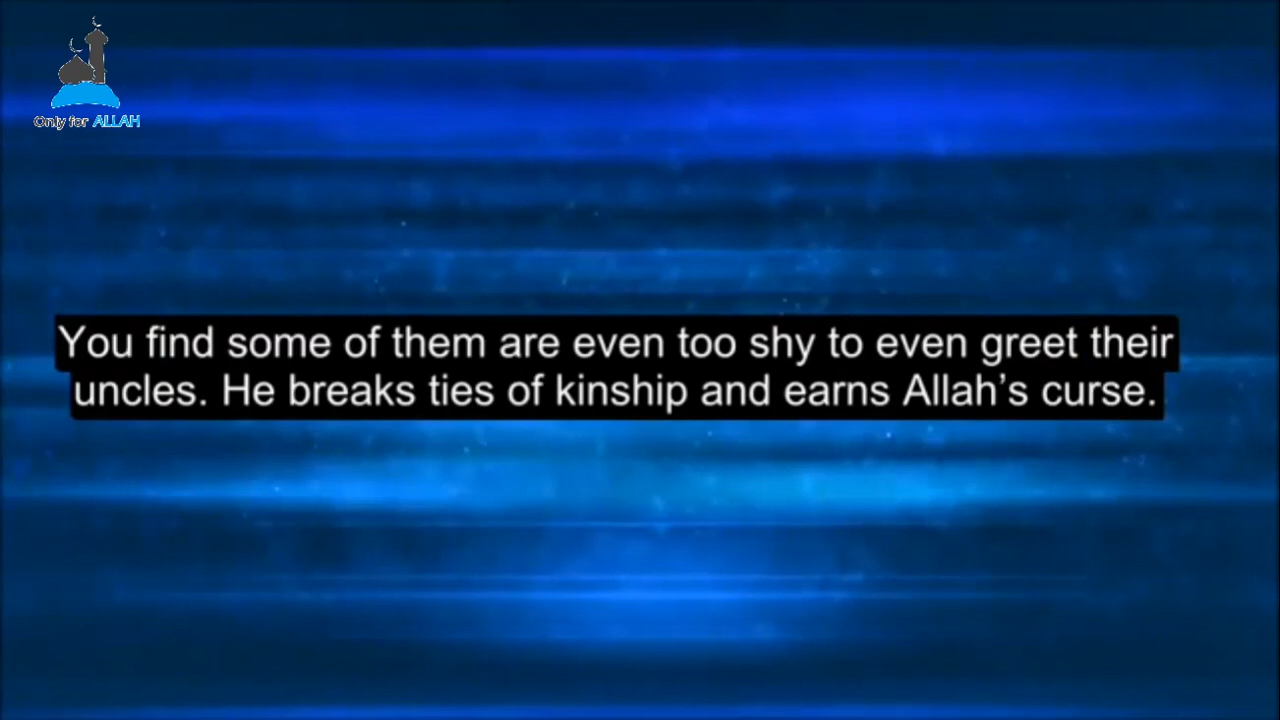 Only for ALLAH
You find some of them are even too shy to even greet their
uncles. He breaks ties of kinship and earns Allah’s curse.